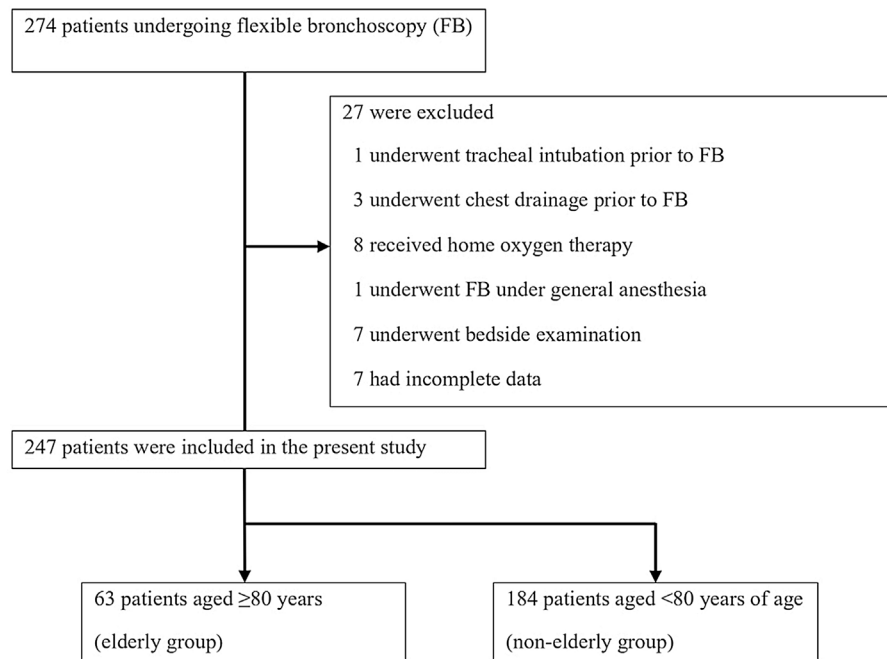 274 patients undergoing flexible bronchoscopy (FB)
27 were excluded
1 underwent tracheal intubation prior to FB
3 underwent chest drainage prior to FB
8 received home oxygen therapy
1 underwent FB under general anesthesia
7 underwent bedside examination
7 had incomplete data
247 patients were included in the present study
63 patients aged ≥80 years
(elderly group)
184 patients aged <80 years of age
(non-elderly group)